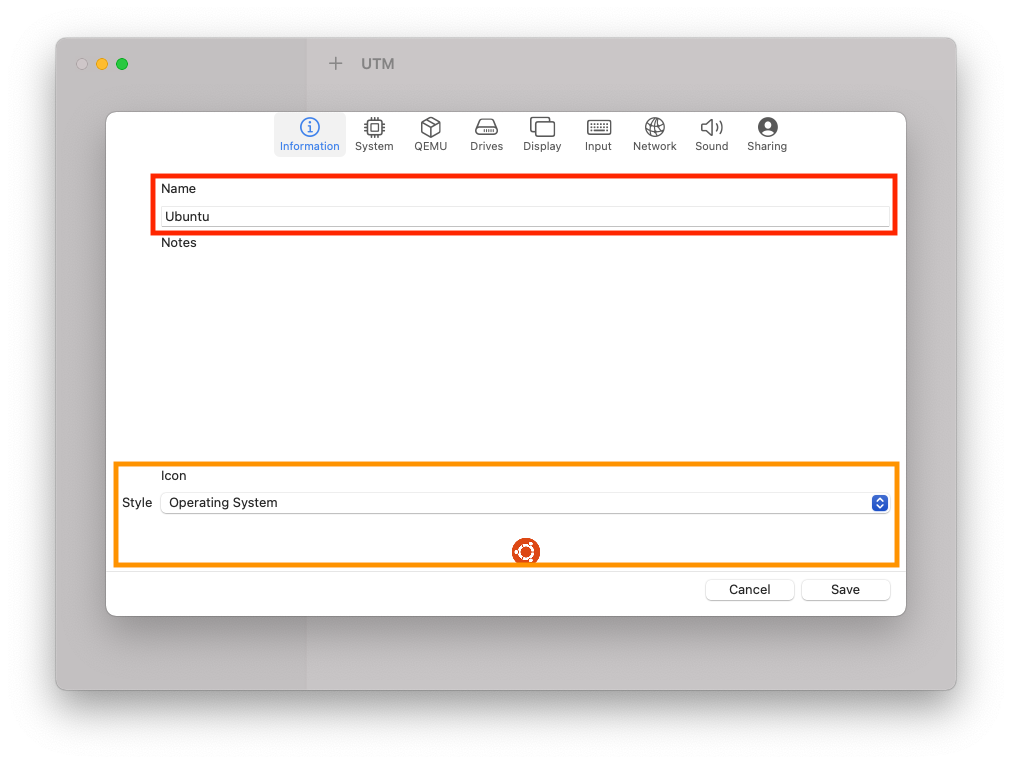 UTM
Information System QEMU Drives Display Input Network Sound Sharing
Name
Ubuntu
Notes
Icon
Style Operating System
Cancel Save